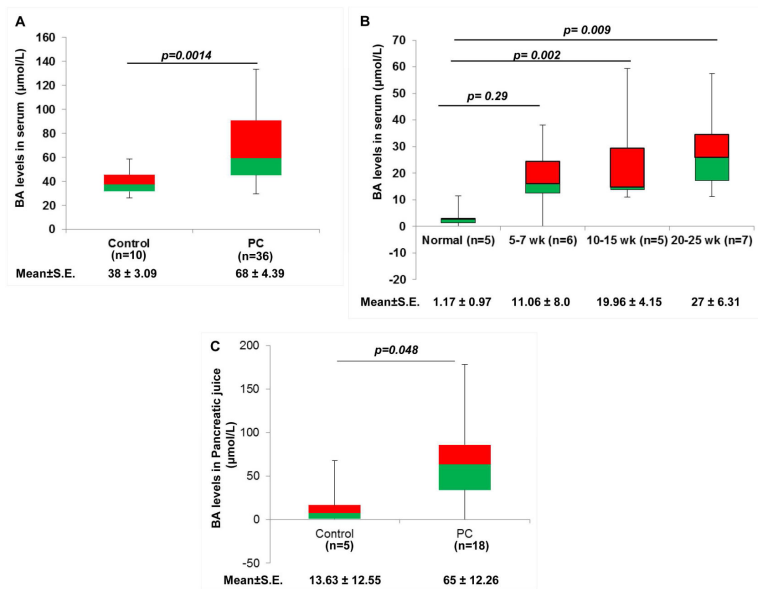 A
BA levels in serum (μmol/L)
160
140
120
100
80
60
40
20
0
p=0.0014
Control
(n=10)
PC
(n=36)
Mean±S.E.
38 ± 3.09
68 ± 4.39
B
BA levels in serum (μmol/L)
70
60
50
40
30
20
10
0
-10
-20
p= 0.009
p= 0.002
p= 0.29
Normal (n=5)
5-7 wk (n=6)
10-15 wk (n=5)
20-25 wk (n=7)
Mean±S.E.
1.17 ± 0.97
11.06 ± 8.0
19.96 ± 4.15
27 ± 6.31
C
BA levels in Pancreatic juice
(μmol/L)
200
150
100
50
0
-50
p=0.048
Control
(n=5)
PC
(n=18)
Mean±S.E.
13.63 ± 12.55
65 ± 12.26